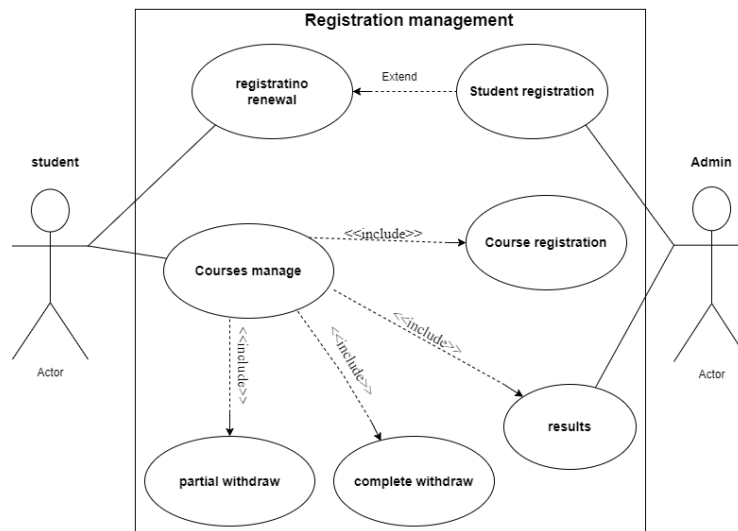 Registration management
registratino
renewal
Extend
Student registration
student
Admin
<<include>>
Course registration
Courses manage
<<include>>
<<include>>
<<include>>
Actor
Actor
results
partial withdraw
complete withdraw